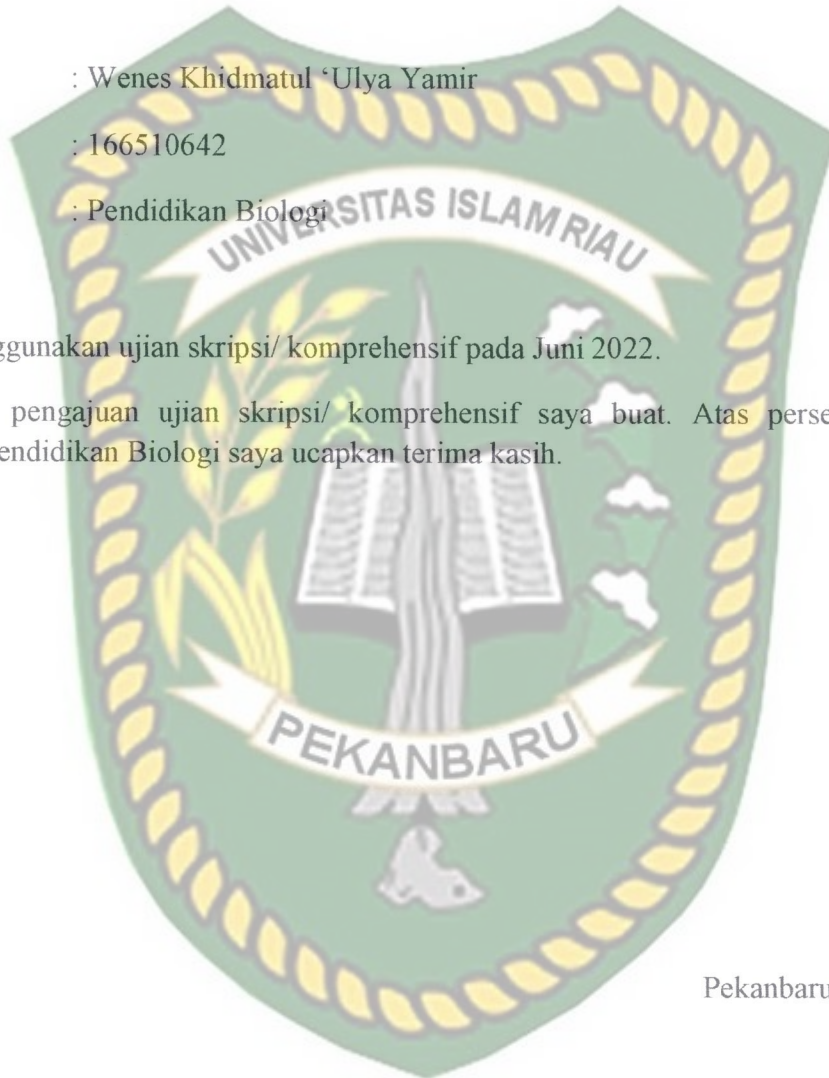 : Wenes Khidmatul ‘Ulya Yamir
: 166510642
: Pendidikan Biologi
UNIVERSITAS ISLAM RIAU
ggunakan ujian skripsi/ komprehensif pada Juni 2022.
pengajuan ujian skripsi/ komprehensif saya buat. Atas perse
endidikan Biologi saya ucapkan terima kasih.
PEKANBARU
Pekanbaru